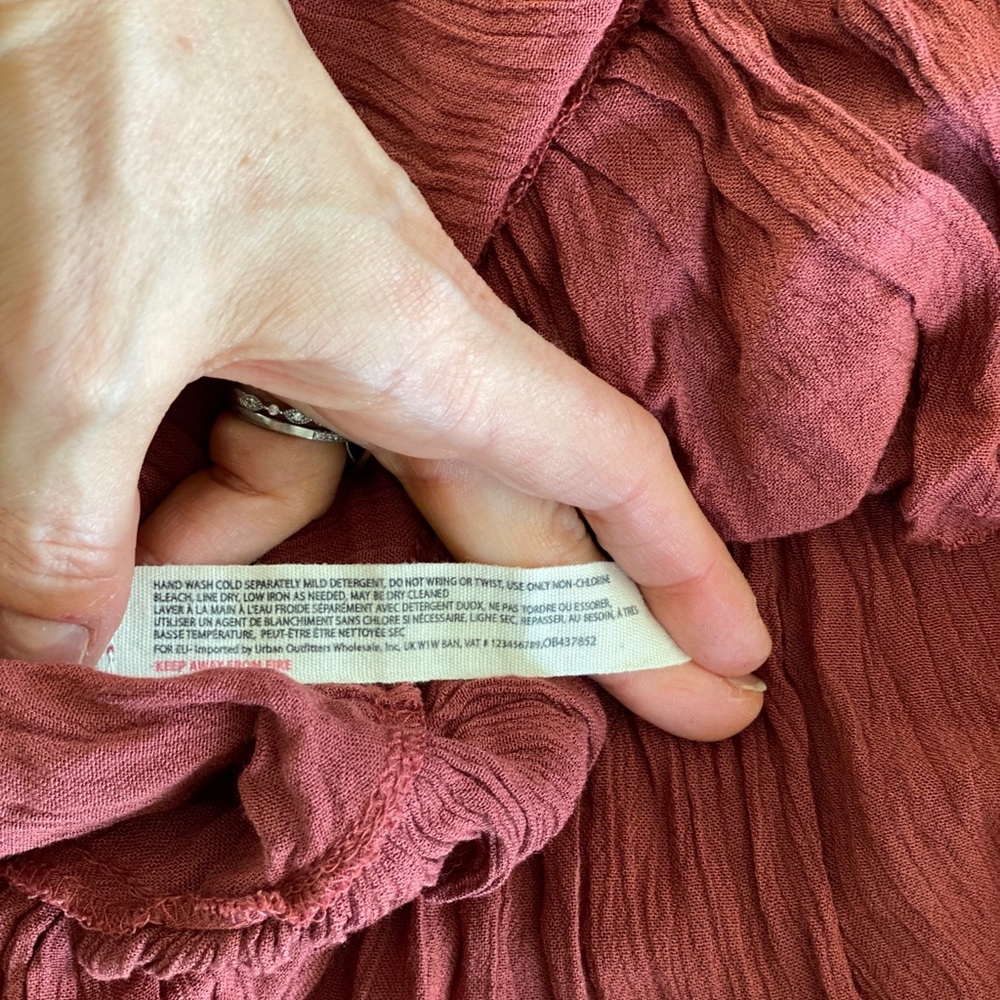 HAND WASH COLD SEPARATELY MILD DETERGENT, DO NOT WRING OR TWIST, USE ONLY NON-CHLORINE
BLEACH, LINE DRY, LOW IRON AS NEEDED, MAY BE DRY CLEANED
LAVER À LA MAIN À L'EAU FROIDE SÉPARÉMENT AVEC DETERGENT DUOX, NE PAS TORDRE OU ESSORER,
UTILISER UN AGENT DE BLANCHIMENT SANS CHLORE SI NÉCESSAIRE, LIGNE SEC, REPASSER, AU BESOIN, À TRÈS
BASSE TEMPÉRATURE, PEUT-ÊTRE ÊTRE NETTOYÉE SEC
FOR EU- Imported by Urban Outfitters Wholesale, Inc, UK W1W 8AN, VAT # 123456789,OB437852
KEEP AWAY FROM FIRE